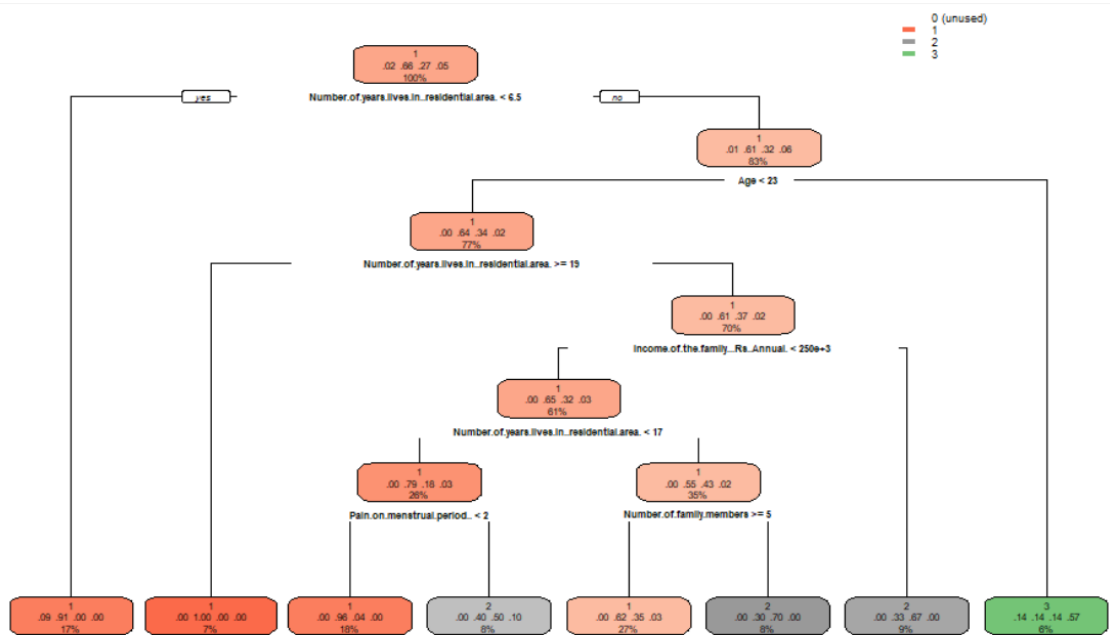 0 (unused)
1
2
3
1
.02 .66 .27 .05
100%
yes
Number.of.years.lives.in..residential.area. < 6.5
no
1
.01 .61 .32 .06
83%
Age < 23
1
.00 .64 .34 .02
77%
Number.of.years.lives.in..residential.area. >= 19
1
.00 .61 .37 .02
70%
Income.of.the.family...Rs..Annual. < 250e+3
1
.00 .65 .32 .03
61%
Number.of.years.lives.in..residential.area. < 17
1
.00 .79 .18 .03
26%
Pain.on.menstrual.period.. < 2
1
.00 .55 .43 .02
35%
Number.of.family.members >= 5
1
.09 .91 .00 .00
17%
1
.00 1.00 .00 .00
7%
1
.00 .96 .04 .00
18%
2
.00 .40 .50 .10
8%
1
.00 .62 .35 .03
27%
2
.00 .30 .70 .00
8%
2
.00 .33 .67 .00
9%
3
.14 .14 .14 .57
6%